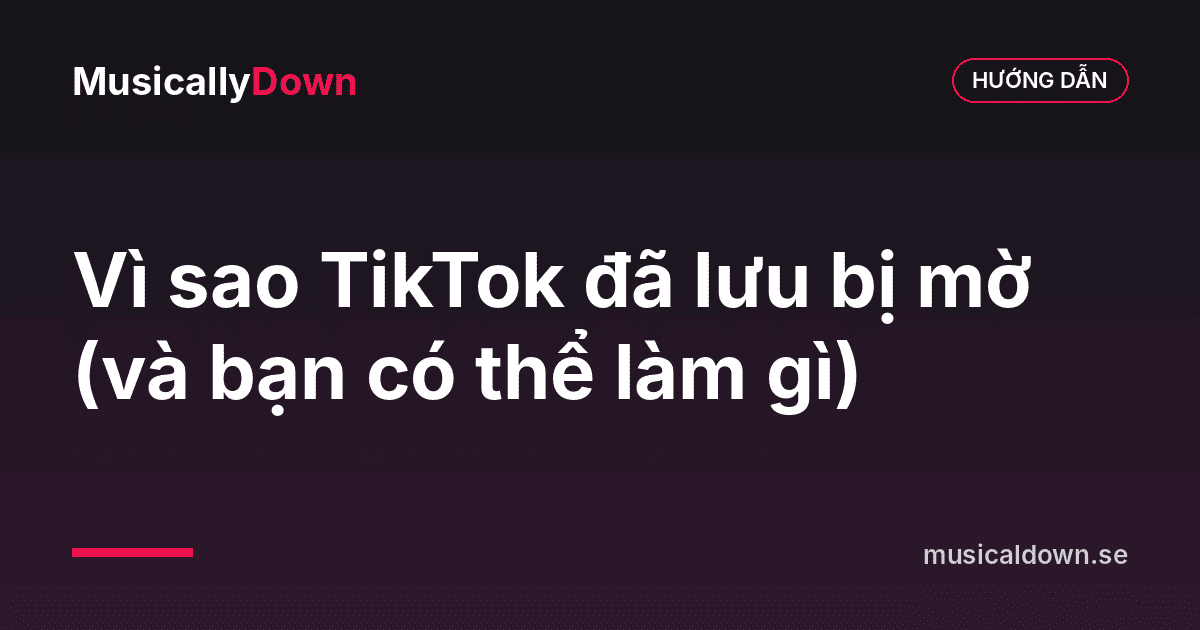 MusicallyDown
HƯỚNG DẪN
Vì sao TikTok đã lưu bị mờ
(và bạn có thể làm gì)
musicaldown.se